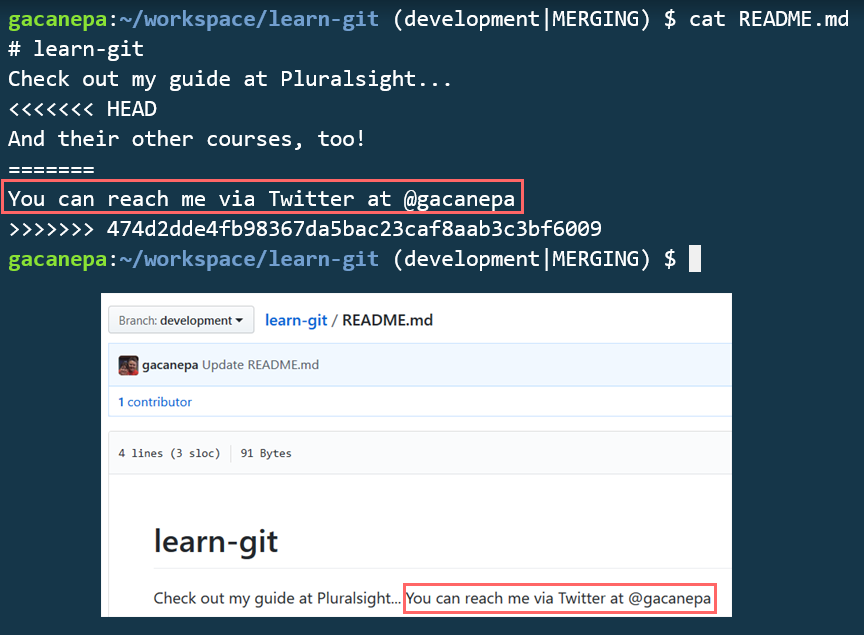 gacanepa:~/workspace/learn-git (development|MERGING) $ cat README.md
# learn-git
Check out my guide at Pluralsight...
<<<<<<< HEAD
And their other courses, too!
=======
You can reach me via Twitter at @gacanepa
>>>>>>> 474d2dde4fb98367da5bac23caf8aab3c3bf6009
gacanepa:~/workspace/learn-git (development|MERGING) $
Branch: development learn-git / README.md
gacanepa Update README.md
1 contributor
4 lines (3 sloc) 91 Bytes
learn-git
Check out my guide at Pluralsight... You can reach me via Twitter at @gacanepa